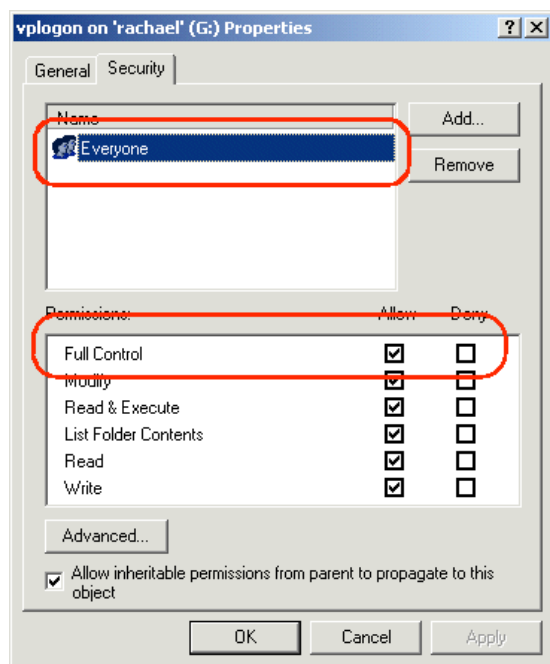 vplogon on 'rachael' (G:) Properties ? X
General Security
Name Add...
Everyone
Remove
Permissions: Allow Deny
Full Control
Modify
Read & Execute
List Folder Contents
Read
Write
Advanced...
Allow inheritable permissions from parent to propagate to this
object
OK Cancel Apply